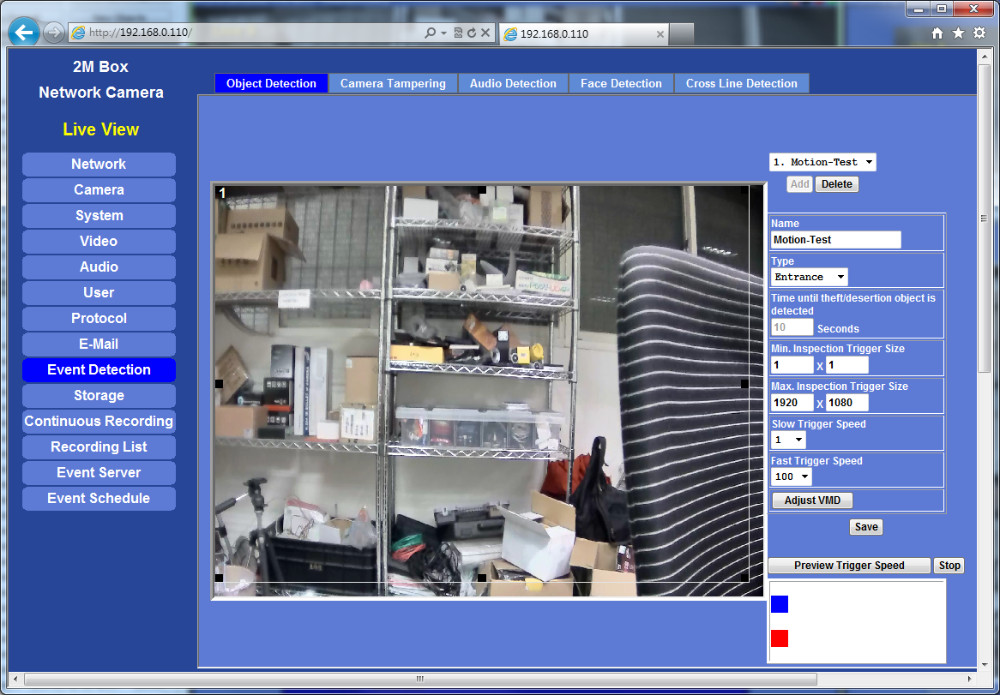 http://192.168.0.110/
192.168.0.110
2M Box
Network Camera
Live View
Network
Camera
System
Video
Audio
User
Protocol
E-Mail
Event Detection
Storage
Continuous Recording
Recording List
Event Server
Event Schedule
Object Detection Camera Tampering Audio Detection Face Detection Cross Line Detection
1
1. Motion-Test
Add Delete
Name
Motion-Test
Type
Entrance
Time until theft/desertion object is
detected
10 Seconds
Min. Inspection Trigger Size
1 X 1
Max. Inspection Trigger Size
1920 X 1080
Slow Trigger Speed
1
Fast Trigger Speed
100
Adjust VMD
Save
Preview Trigger Speed Stop